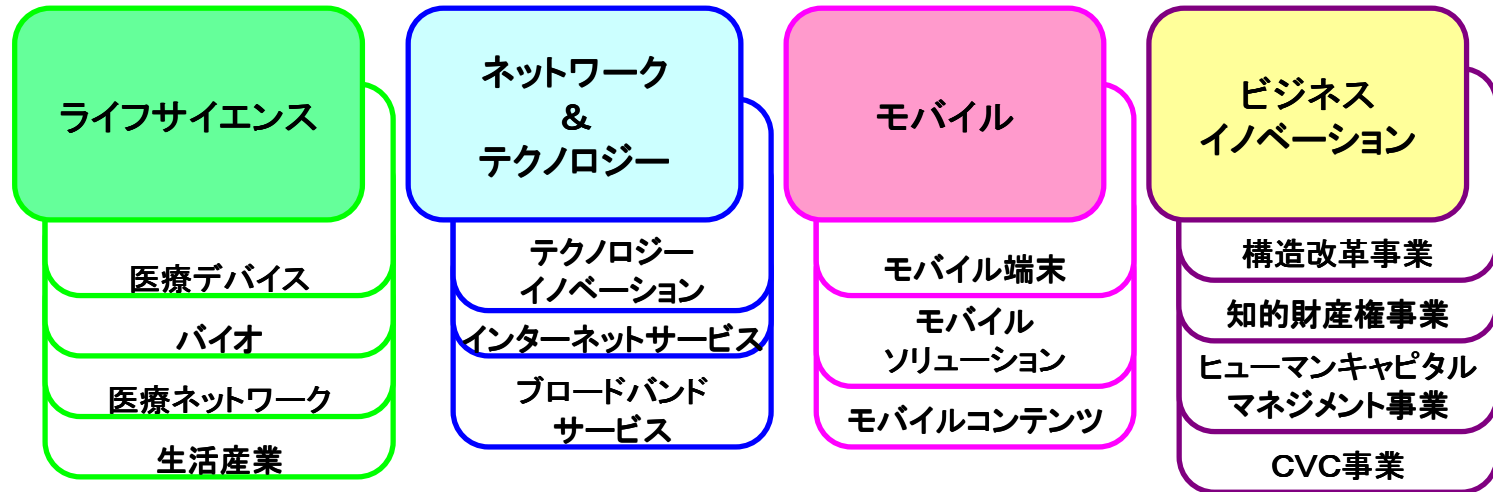 ライフサイエンス
医療デバイス
バイオ
医療ネットワーク
生活産業
ネットワーク
&
テクノロジー
テクノロジー
イノベーション
インターネットサービス
ブロードバンド
サービス
モバイル
モバイル端末
モバイル
ソリューション
モバイルコンテンツ
ビジネス
イノベーション
構造改革事業
知的財産権事業
ヒューマンキャピタル
マネジメント事業
CVC事業